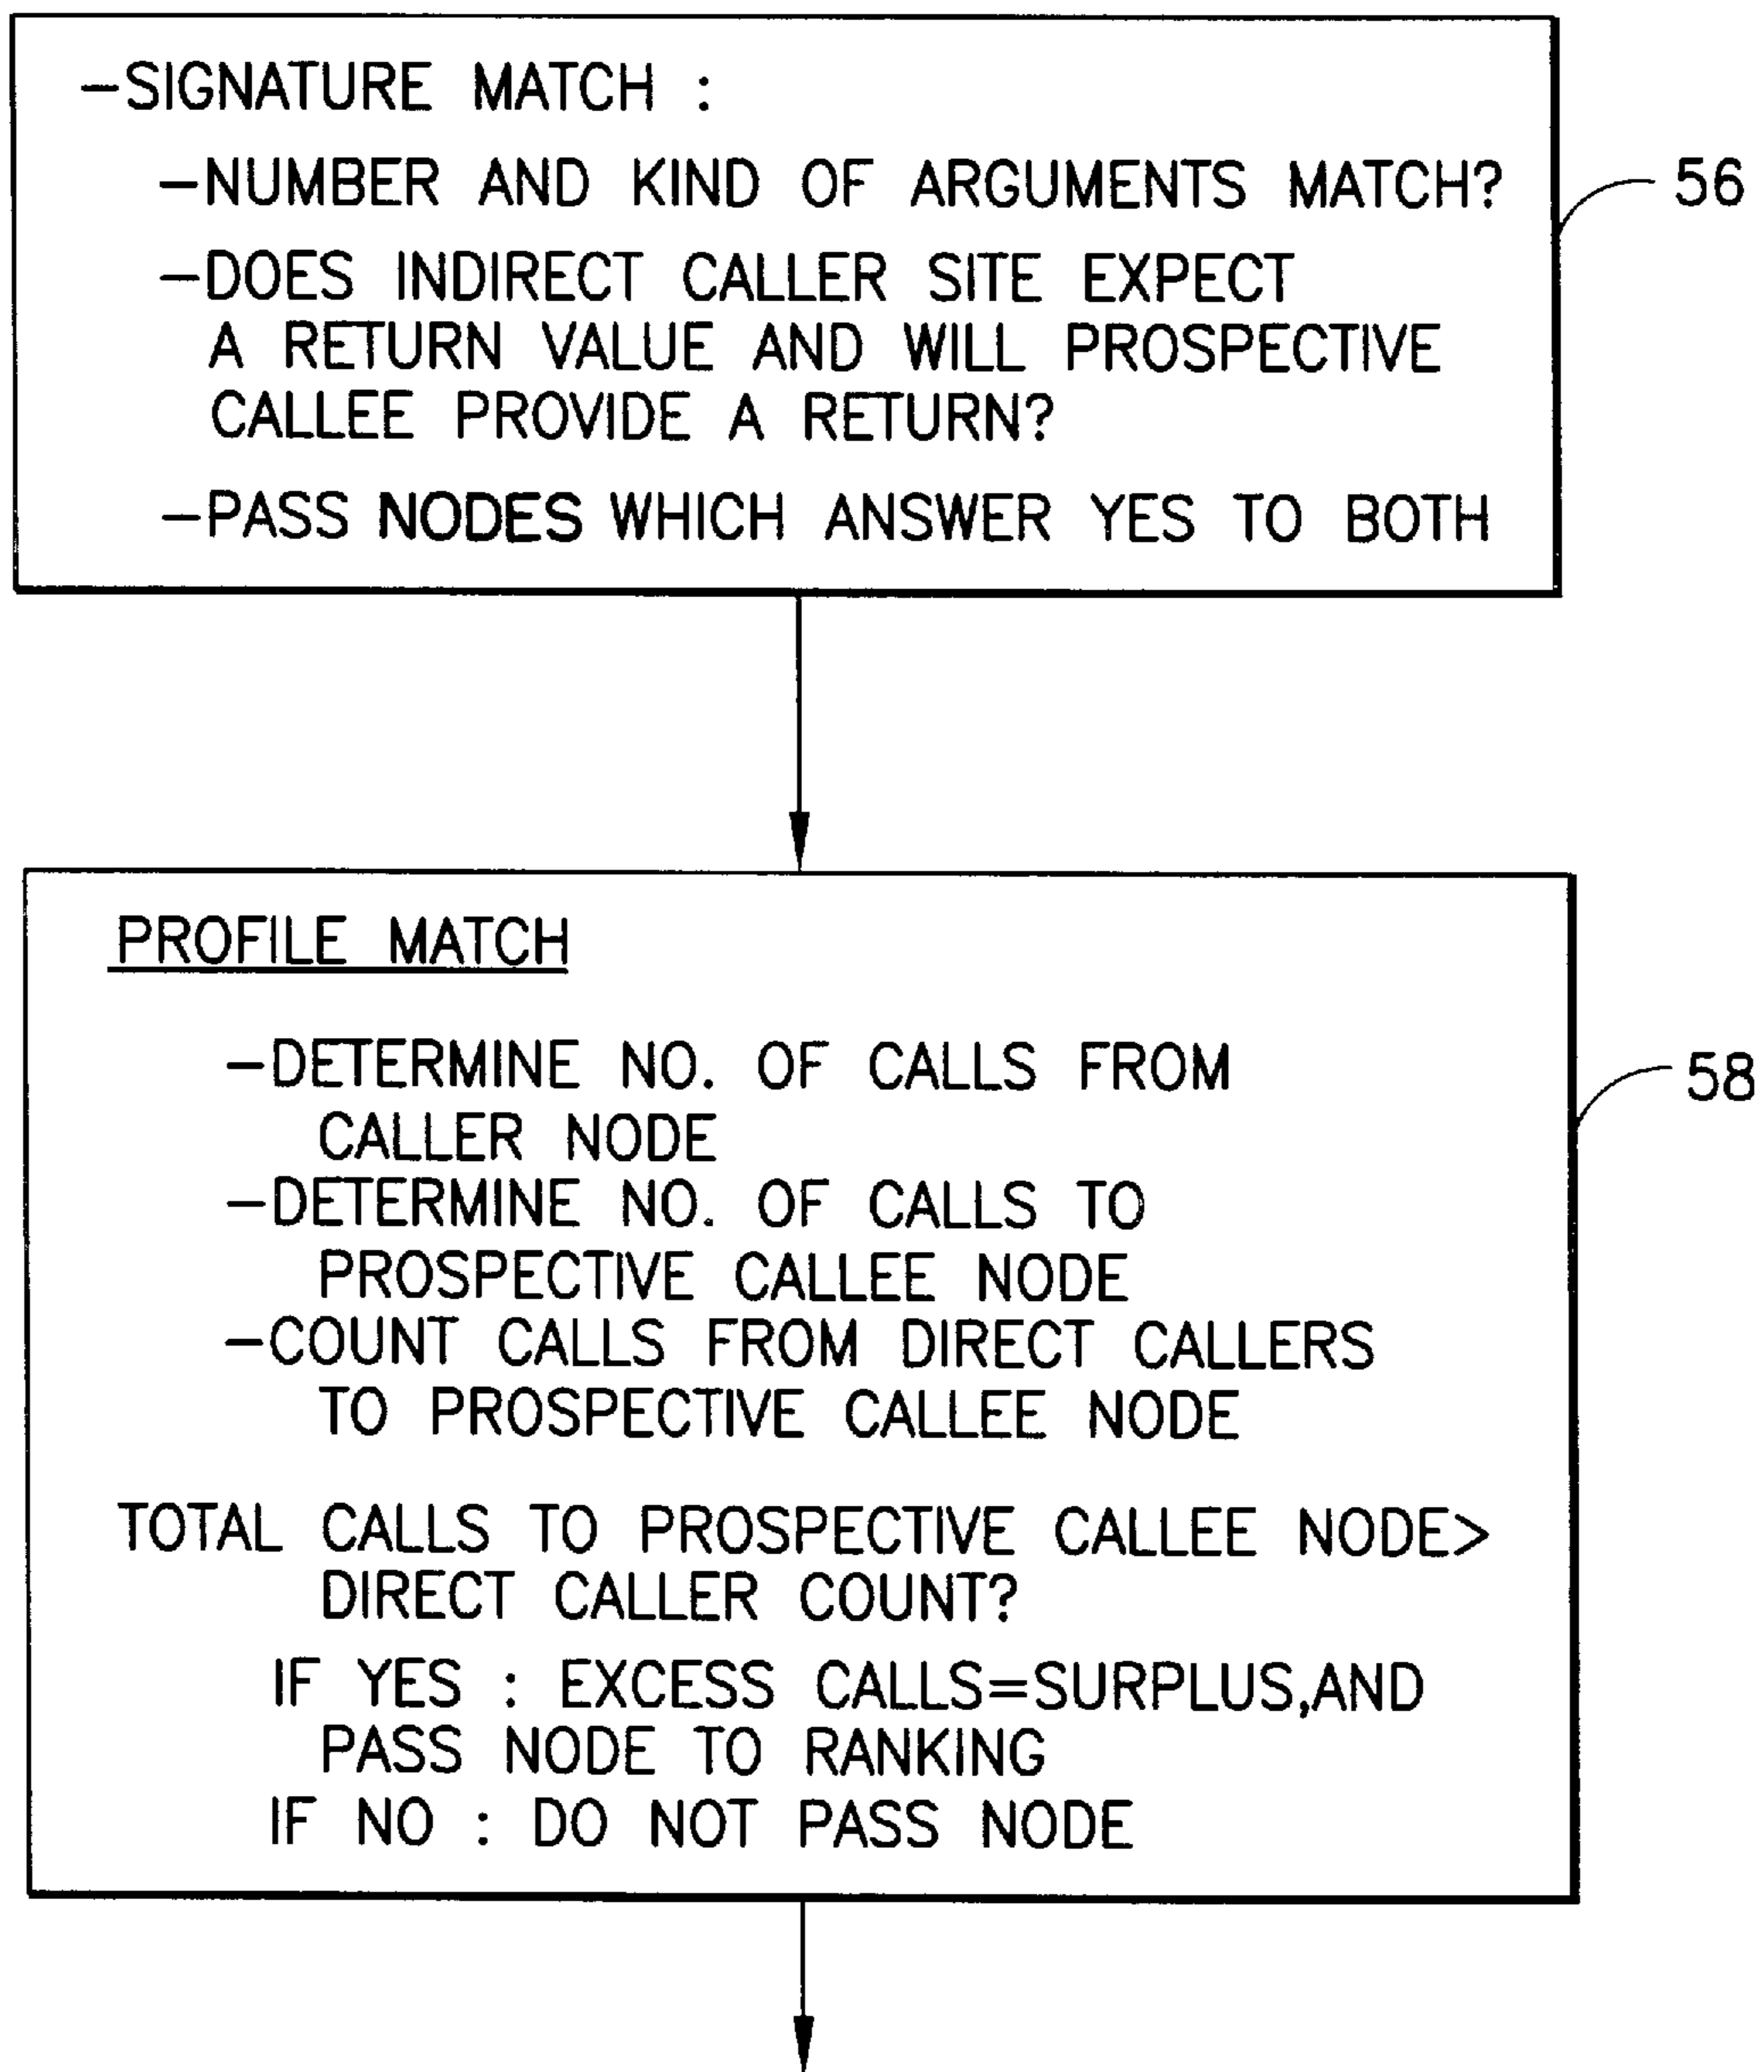 –SIGNATURE MATCH :
–NUMBER AND KIND OF ARGUMENTS MATCH?
56
–DOES INDIRECT CALLER SITE EXPECT
A RETURN VALUE AND WILL PROSPECTIVE
CALLEE PROVIDE A RETURN?
–PASS NODES WHICH ANSWER YES TO BOTH
PROFILE MATCH
–DETERMINE NO. OF CALLS FROM
58
CALLER NODE
–DETERMINE NO. OF CALLS TO
PROSPECTIVE CALLEE NODE
–COUNT CALLS FROM DIRECT CALLERS
TO PROSPECTIVE CALLEE NODE
TOTAL CALLS TO PROSPECTIVE CALLEE NODE>
DIRECT CALLER COUNT?
IF YES : EXCESS CALLS=SURPLUS,AND
PASS NODE TO RANKING
IF NO : DO NOT PASS NODE